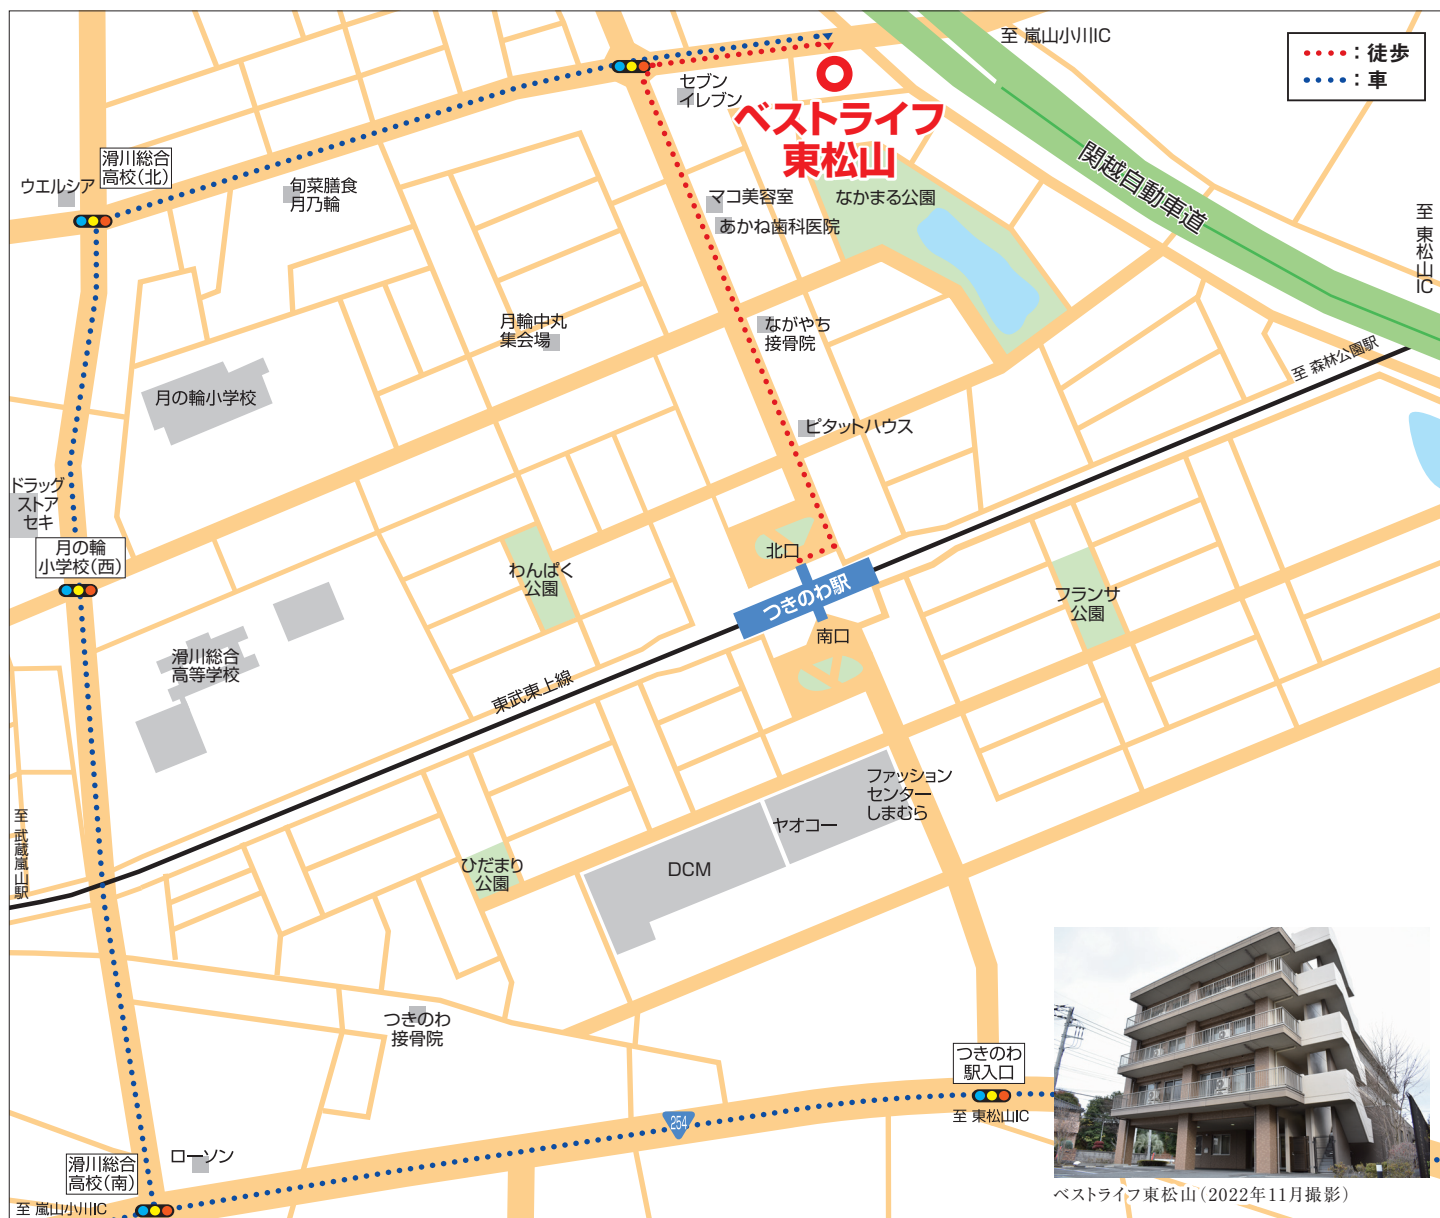 至 嵐山小川IC
：徒歩
：車
セブン
イレブン
ベストライフ
東松山
関越自動車道
滑川総合
高校(北)
ウエルシア
旬菜膳食
月乃輪
マコ美容室
なかまる公園
あかね歯科医院
至 東松山IC
月輪中丸
集会場
ながやち
接骨院
至 森林公園駅
月の輪小学校
ピタットハウス
ドラッグ
ストア
セキ
月の輪
小学校(西)
北口
わんぱく
公園
つきのわ駅
フランサ
公園
南口
滑川総合
高等学校
東武東上線
ファッション
センター
しまむら
ヤオコー
DCM
至 武蔵嵐山駅
ひだまり
公園
つきのわ
接骨院
つきのわ
駅入口
至 東松山IC
254
ローソン
滑川総合
高校(南)
至 嵐山小川IC
ベストライフ東松山(2022年11月撮影)